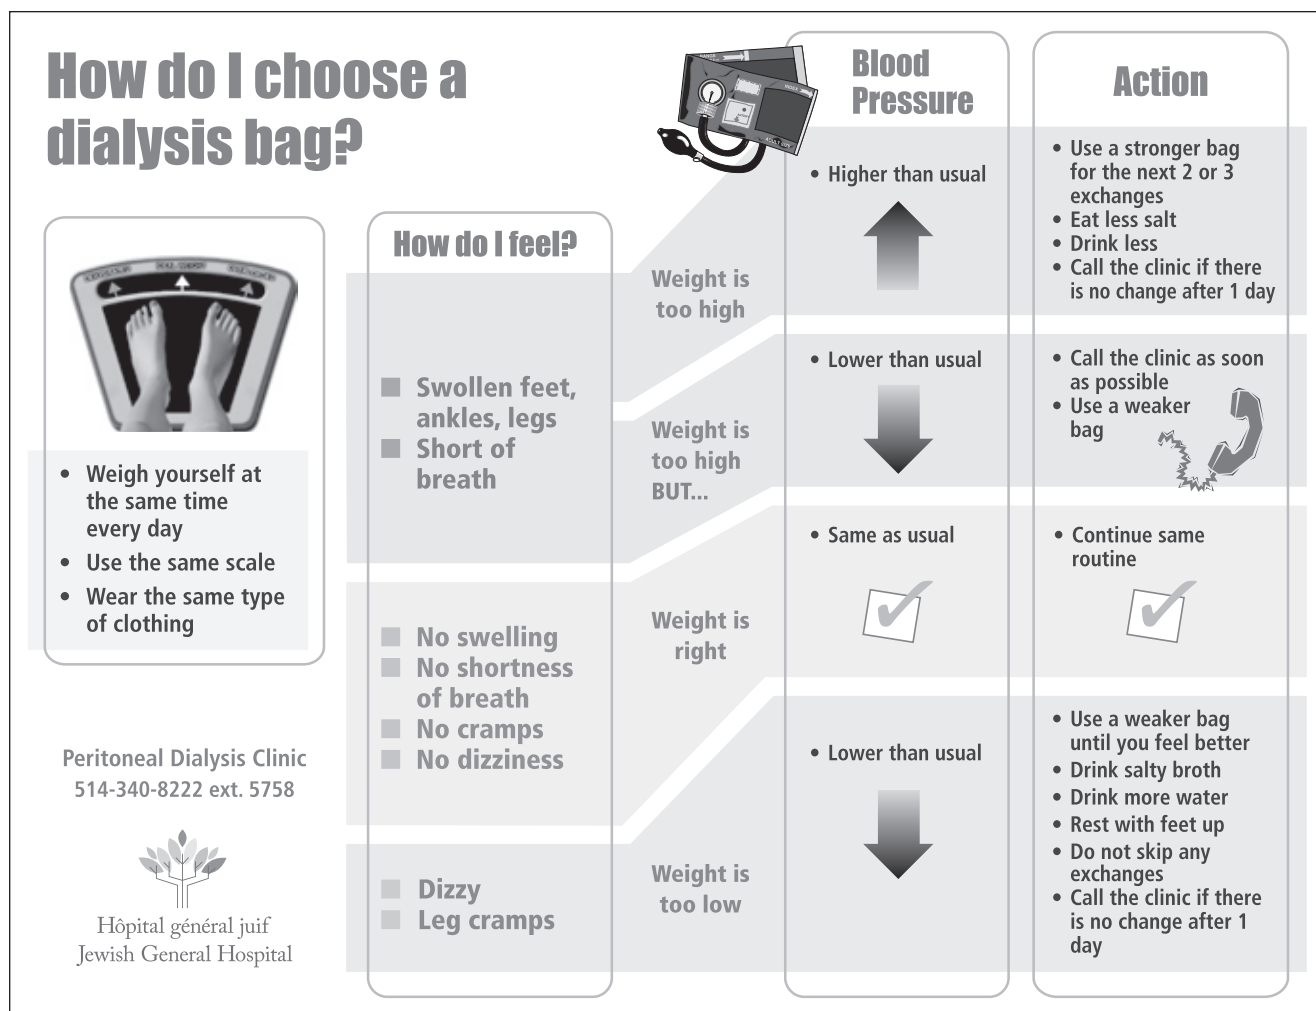 How do I choose a
dialysis bag?
• Weigh yourself at
the same time
every day
• Use the same scale
• Wear the same type
of clothing
Peritoneal Dialysis Clinic
514-340-8222 ext. 5758
Hôpital général juif
Jewish General Hospital
How do I feel?
Swollen feet,
ankles, legs
Short of
breath
No swelling
No shortness
of breath
No cramps
No dizziness
Dizzy
Leg cramps
Weight is
too high
Weight is
too high
BUT...
Weight is
right
Weight is
too low
Blood
Pressure
• Higher than usual
• Lower than usual
• Same as usual
• Lower than usual
Action
• Use a stronger bag
for the next 2 or 3
exchanges
• Eat less salt
• Drink less
• Call the clinic if there
is no change after 1 day
• Call the clinic as soon
as possible
• Use a weaker
bag
• Continue same
routine
• Use a weaker bag
until you feel better
• Drink salty broth
• Drink more water
• Rest with feet up
• Do not skip any
exchanges
• Call the clinic if there
is no change after 1
day